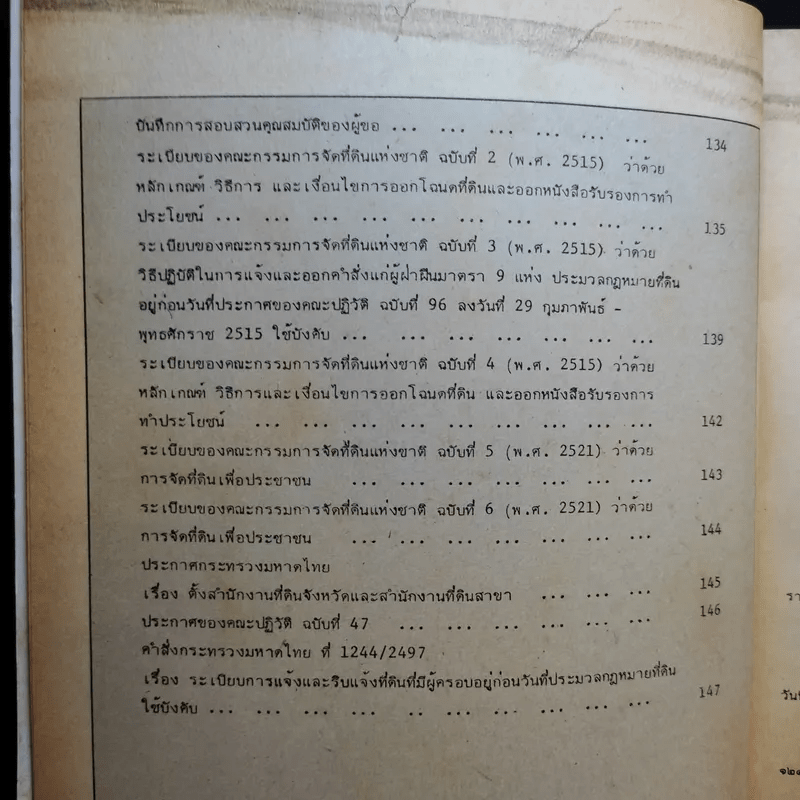 บันทึกการสอบสวนคุณสมบัติของผู้ขอ ... ... ... ... ... ... 134
ระเบียบของคณะกรรมการจัดที่ดินแห่งชาติ ฉบับที่ 2 (พ.ศ. 2515) ว่าด้วย
หลักเกณฑ์ วิธีการ และเงื่อนไขการออกโฉนดที่ดินและออกหนังสือรับรองการทำ
ประโยชน์ ... ... ... ... ... ... ... ... ... ... 135
ระเบียบของคณะกรรมการจัดที่ดินแห่งชาติ ฉบับที่ 3 (พ.ศ. 2515) ว่าด้วย
วิธีปฏิบัติในการแจ้งและออกคำสั่งแก่ผู้ฝ่าฝืนมาตรา 9 แห่ง ประมวลกฎหมายที่ดิน
อยู่ก่อนวันที่ประกาศของคณะปฏิวัติ ฉบับที่ 96 ลงวันที่ 29 กุมภาพันธ์ -
พุทธศักราช 2515 ใช้บังคับ ... ... ... ... ... ... ... 139
ระเบียบของคณะกรรมการจัดที่ดินแห่งชาติ ฉบับที่ 4 (พ.ศ. 2515) ว่าด้วย
หลักเกณฑ์ วิธีการและเงื่อนไขการออกโฉนดที่ดิน และออกหนังสือรับรองการ
ทำประโยชน์ ... ... ... ... ... ... ... ... ... 142
ระเบียบของคณะกรรมการจัดที่ดินแห่งชาติ ฉบับที่ 5 (พ.ศ. 2521) ว่าด้วย
การจัดที่ดินเพื่อประชาชน ... ... ... ... ... ... ... 143
ระเบียบของคณะกรรมการจัดที่ดินแห่งชาติ ฉบับที่ 6 (พ.ศ. 2521) ว่าด้วย
การจัดที่ดินเพื่อประชาชน ... ... ... ... ... ... ... 144
ประกาศกระทรวงมหาดไทย
เรื่อง ตั้งสำนักงานที่ดินจังหวัดและสำนักงานที่ดินสาขา ... ... ... 145
ประกาศของคณะปฏิวัติ ฉบับที่ 47 ... ... ... ... ... ... 146
คำสั่งกระทรวงมหาดไทย ที่ 1244/2497
เรื่อง ระเบียบการแจ้งและริบแจ้งที่ดินที่มีผู้ครอบอยู่ก่อนวันที่ประมวลกฎหมายที่ดิน
ใช้บังคับ ... ... ... ... .. ... ... ... ... ... 147